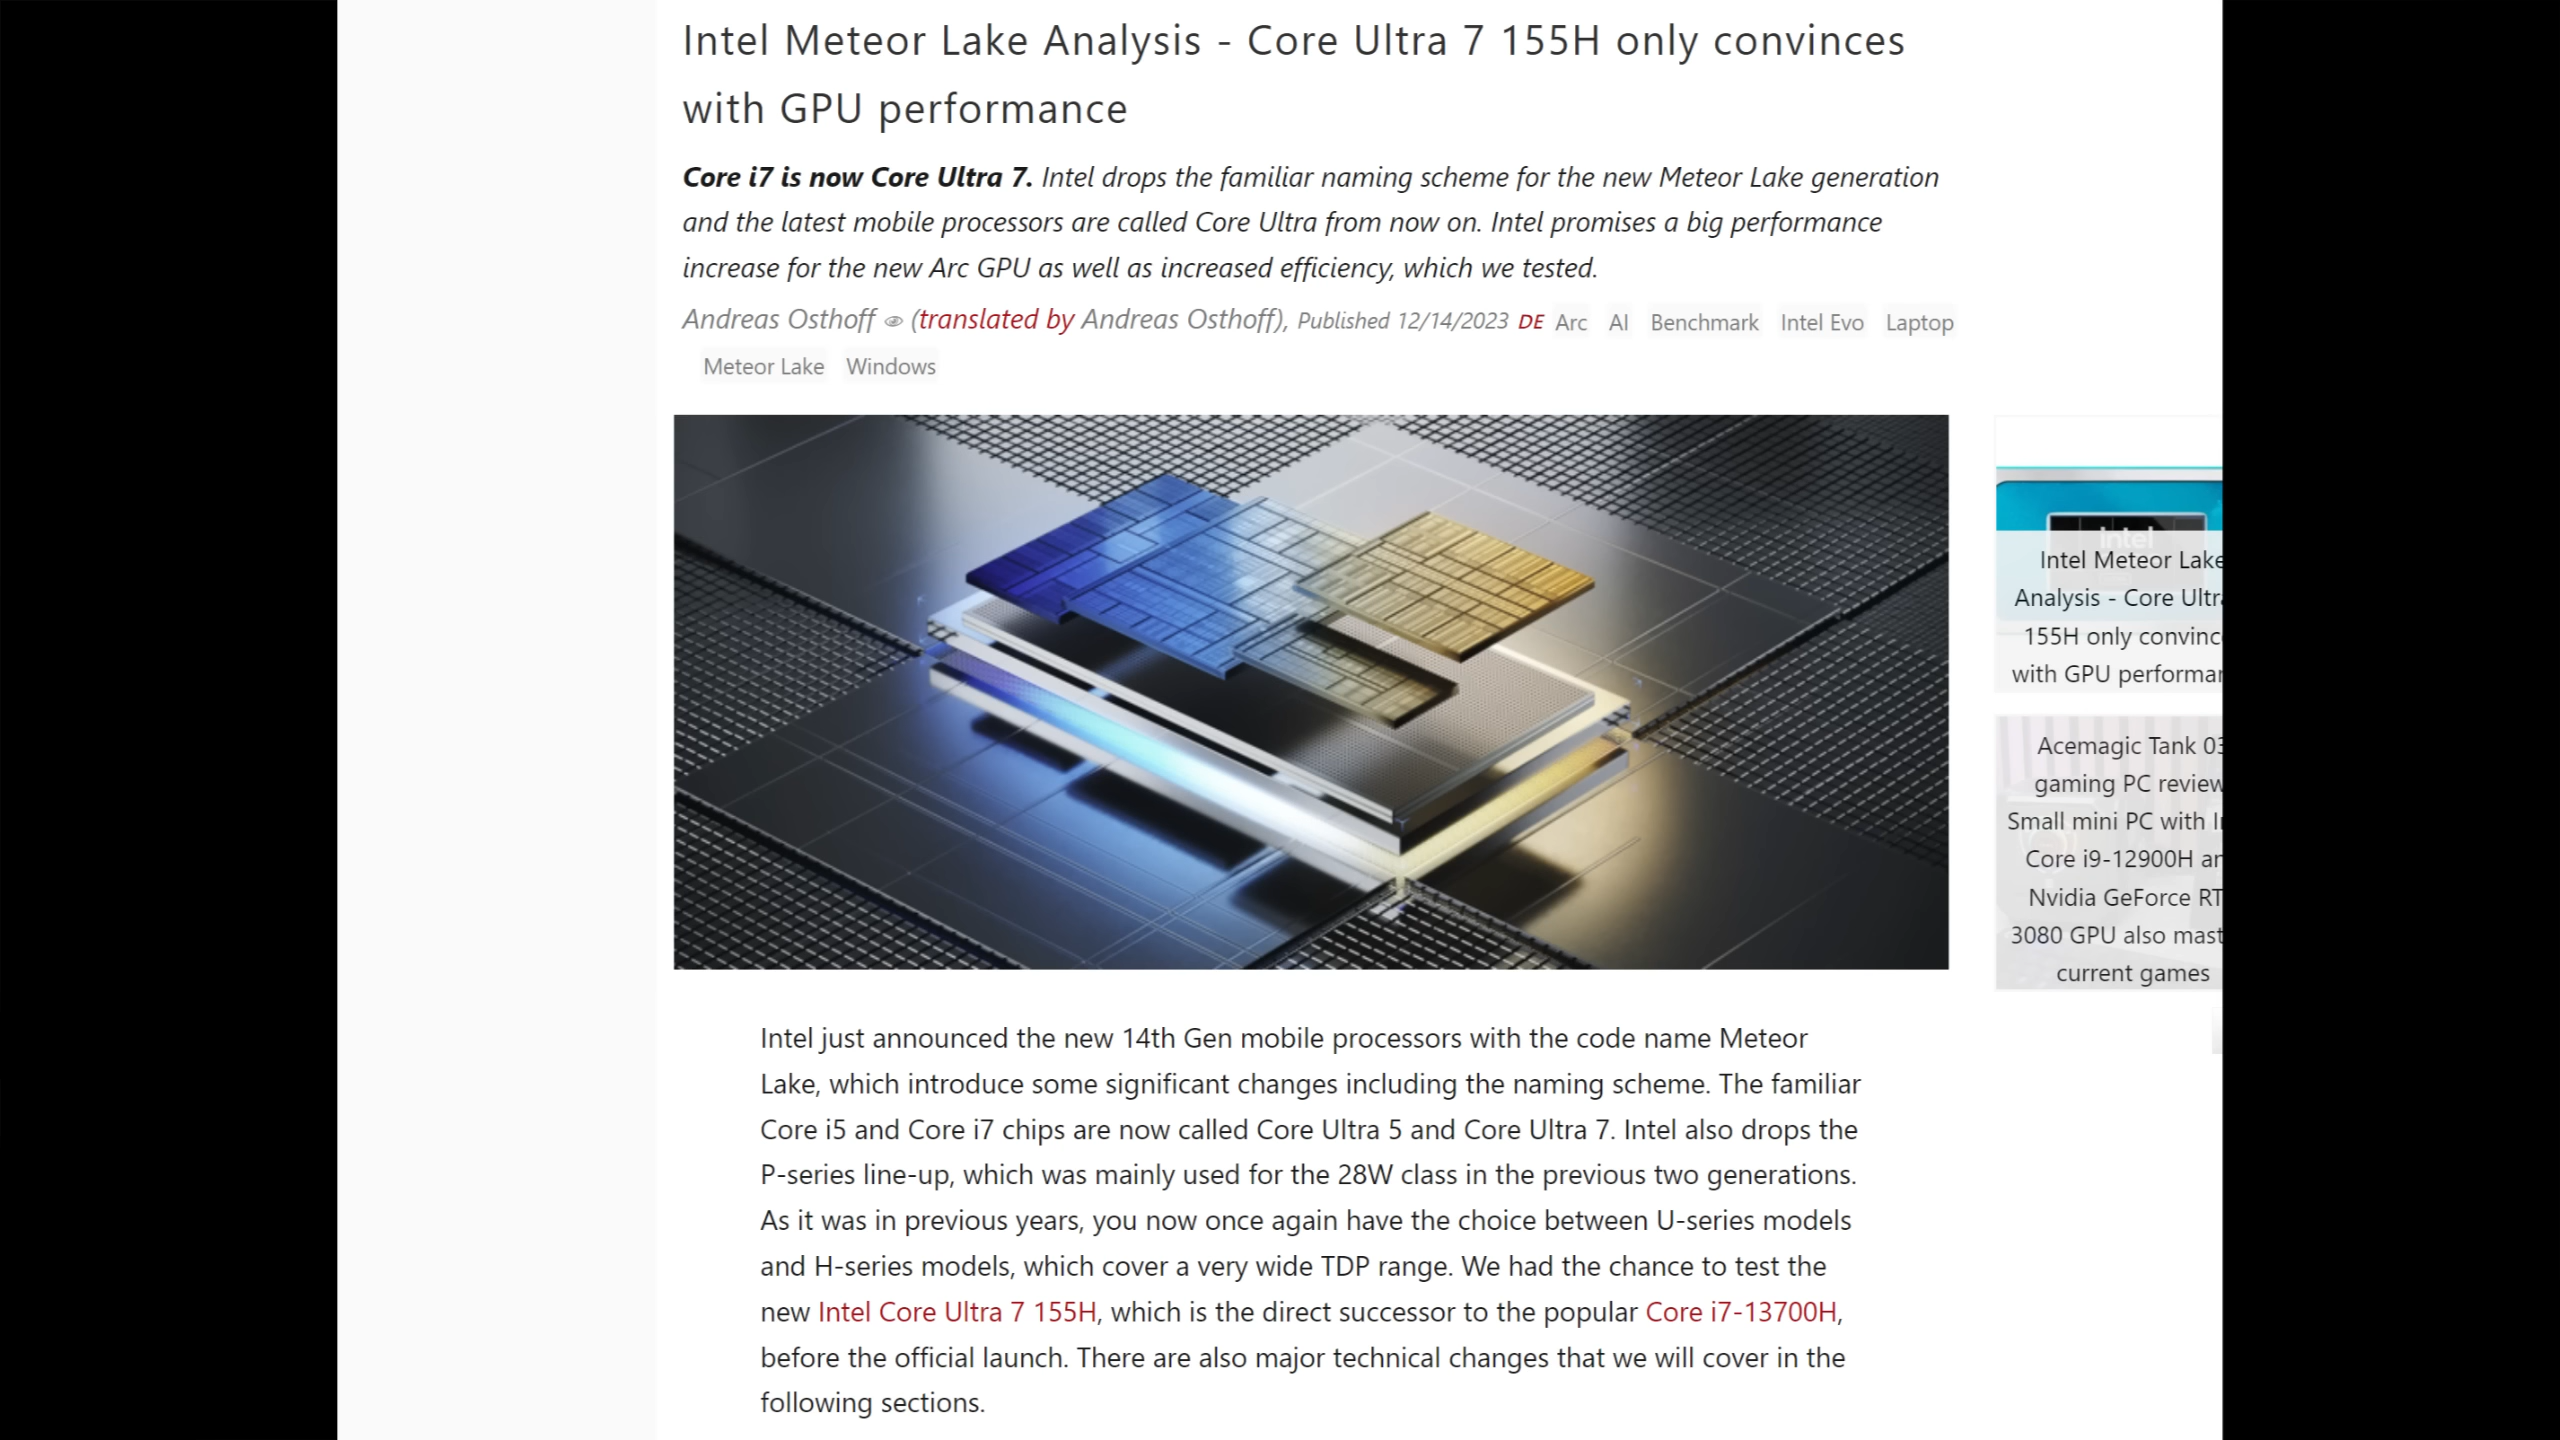 Intel Meteor Lake Analysis - Core Ultra 7 155H only convinces
with GPU performance
Core i7 is now Core Ultra 7. Intel drops the familiar naming scheme for the new Meteor Lake generation
and the latest mobile processors are called Core Ultra from now on. Intel promises a big performance
increase for the new Arc GPU as well as increased efficiency, which we tested.
Andreas Osthoff (translated by Andreas Osthoff), Published 12/14/2023 DE Arc AI Benchmark Intel Evo Laptop
Meteor Lake Windows
intel
Intel Meteor Lake
Analysis - Core Ultr
155H only convinc
with GPU performan
Acemagic Tank 03
gaming PC review
Small mini PC with In
Core i9-12900H an
Nvidia GeForce RT
3080 GPU also mast
current games
Intel just announced the new 14th Gen mobile processors with the code name Meteor
Lake, which introduce some significant changes including the naming scheme. The familiar
Core i5 and Core i7 chips are now called Core Ultra 5 and Core Ultra 7. Intel also drops the
P-series line-up, which was mainly used for the 28W class in the previous two generations.
As it was in previous years, you now once again have the choice between U-series models
and H-series models, which cover a very wide TDP range. We had the chance to test the
new Intel Core Ultra 7 155H, which is the direct successor to the popular Core i7-13700H,
before the official launch. There are also major technical changes that we will cover in the
following sections.